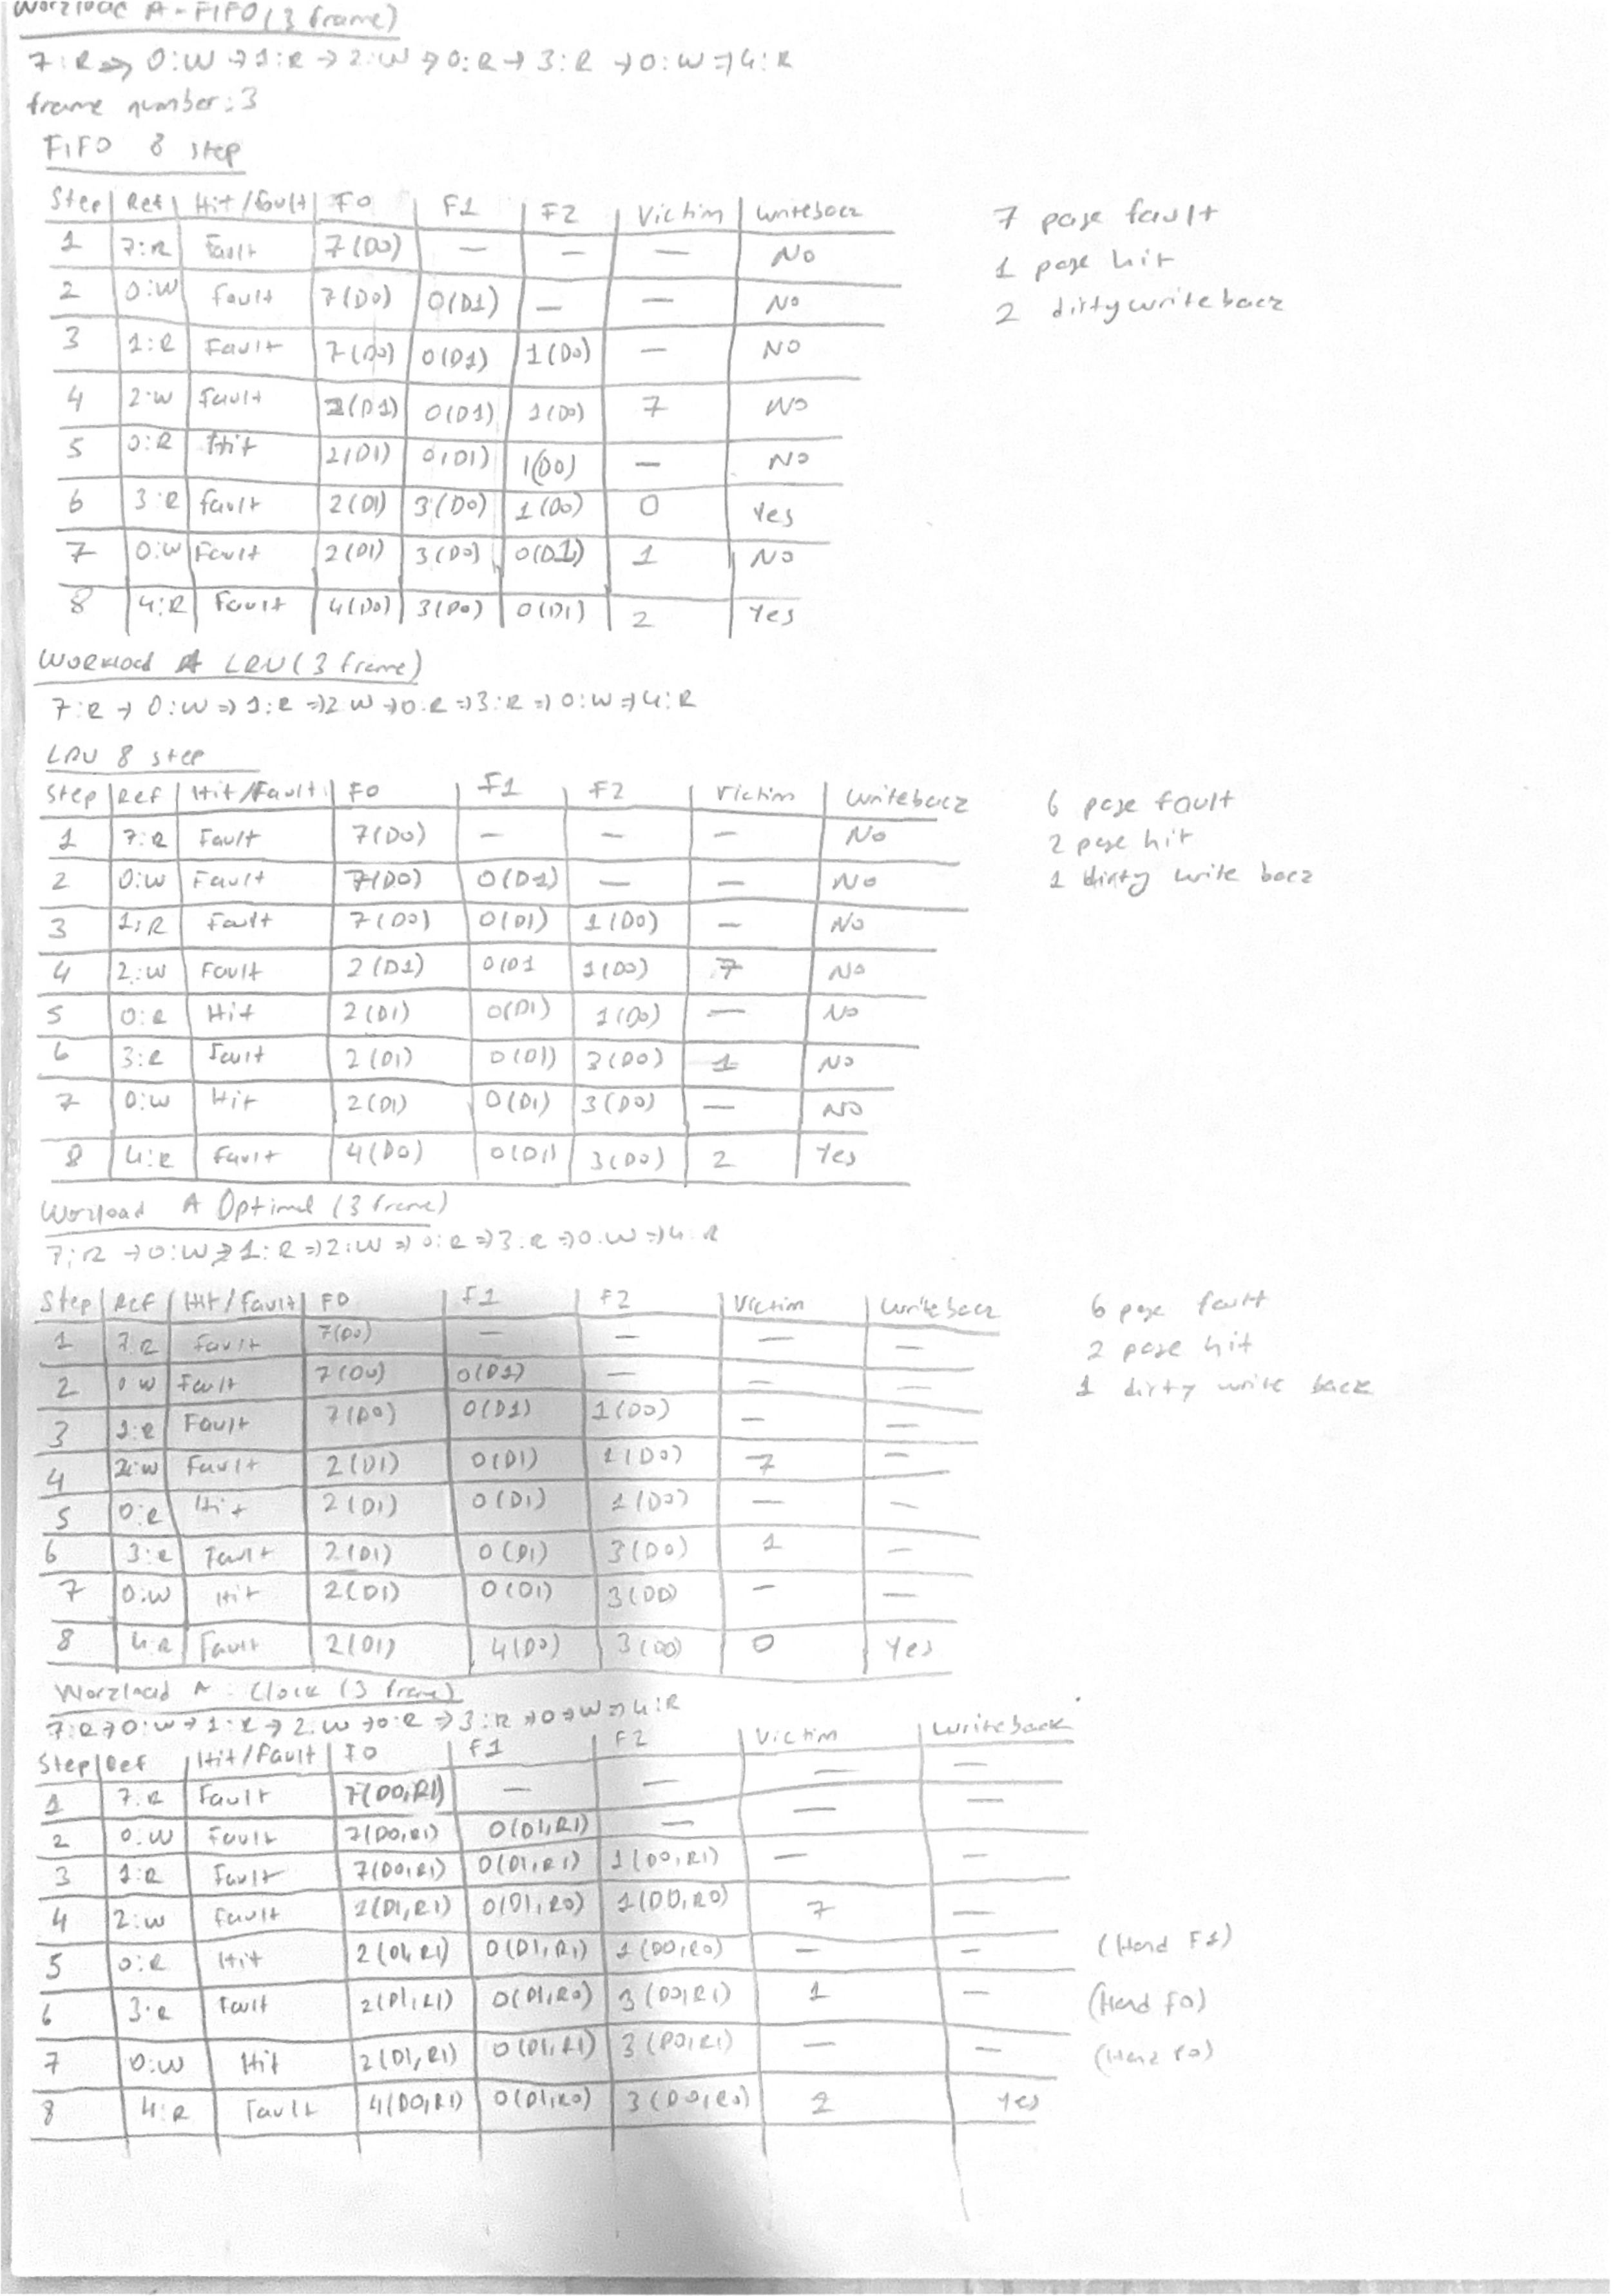 Workload A - FIFO (3 frame)
7:R → 0:W → 1:R → 2:W → 0:R → 3:R → 0:W → 4:R
frame number: 3
FIFO 8 step
Step | Ref | Hit/fault | F0 | F1 | F2 | Victim | writeback
1 | 7:R | Fault | 7(D0) | — | — | — | No
2 | 0:W | Fault | 7(D0) | 0(D1) | — | — | No
3 | 1:R | Fault | 7(D0) | 0(D1) | 1(D0) | — | No
4 | 2:W | Fault | 2(D1) | 0(D1) | 1(D0) | 7 | No
5 | 0:R | Hit | 2(D1) | 0(D1) | 1(D0) | — | No
6 | 3:R | fault | 2(D1) | 3(D0) | 1(D0) | 0 | Yes
7 | 0:W | Fault | 2(D1) | 3(D0) | 0(D1) | 1 | No
8 | 4:R | Fault | 4(D0) | 3(D0) | 0(D1) | 2 | Yes
7 page fault
1 page hit
2 dirty write back
Workload A LRU (3 frame)
7:R → 0:W → 1:R → 2:W → 0:R → 3:R → 0:W → 4:R
LRU 8 step
Step | Ref | Hit/Fault | F0 | F1 | F2 | Victim | Writeback
1 | 7:R | Fault | 7(D0) | — | — | — | No
2 | 0:W | Fault | 7(D0) | 0(D1) | — | — | No
3 | 1:R | Fault | 7(D0) | 0(D1) | 1(D0) | — | No
4 | 2:W | Fault | 2(D1) | 0(D1 | 1(D0) | 7 | No
5 | 0:R | Hit | 2(D1) | 0(D1) | 1(D0) | — | No
6 | 3:R | Fault | 2(D1) | 0(D1) | 3(D0) | 1 | No
7 | 0:W | Hit | 2(D1) | 0(D1) | 3(D0) | — | No
8 | 4:R | Fault | 4(D0) | 0(D1) | 3(D0) | 2 | Yes
6 page fault
2 page hit
1 dirty write back
Workload A Optimal (3 frame)
7:R → 0:W → 1:R → 2:W → 0:R → 3:R → 0:W → 4:R
Step | Ref | Hit/Fault | F0 | F1 | F2 | Victim | writeback
1 | 7:R | Fault | 7(D0) | — | — | — | —
2 | 0:W | Fault | 7(D0) | 0(D1) | — | — | —
3 | 1:R | Fault | 7(D0) | 0(D1) | 1(D0) | — | —
4 | 2:W | Fault | 2(D1) | 0(D1) | 1(D0) | 7 | —
5 | 0:R | Hit | 2(D1) | 0(D1) | 1(D0) | — | —
6 | 3:R | Fault | 2(D1) | 0(D1) | 3(D0) | 1 | —
7 | 0:W | Hit | 2(D1) | 0(D1) | 3(D0) | — | —
8 | 4:R | Fault | 2(D1) | 4(D0) | 3(D0) | 0 | Yes
6 page fault
2 page hit
1 dirty write back
Workload A : Clock (3 frame)
7:R → 0:W → 1:R → 2:W → 0:R → 3:R → 0 → W → 4:R
Step | Ref | Hit/Fault | F0 | F1 | F2 | Victim | Writeback
1 | 7:R | Fault | 7(D0,R1) | — | — | — | —
2 | 0:W | Fault | 7(D0,R1) | 0(D1,R1) | — | — | —
3 | 1:R | Fault | 7(D0,R1) | 0(D1,R1) | 1(D0,R1) | — | —
4 | 2:W | Fault | 2(D1,R1) | 0(D1,R0) | 1(D0,R0) | 7 | —
5 | 0:R | Hit | 2(D1,R1) | 0(D1,R1) | 1(D0,R0) | — | — (Hand F1)
6 | 3:R | Fault | 2(D1,R1) | 0(D1,R0) | 3(D0,R1) | 1 | — (Hand F0)
7 | 0:W | Hit | 2(D1,R1) | 0(D1,R1) | 3(D0,R1) | — | — (Hand F0)
8 | 4:R | Fault | 4(D0,R1) | 0(D1,R0) | 3(D0,R0) | 2 | Yes